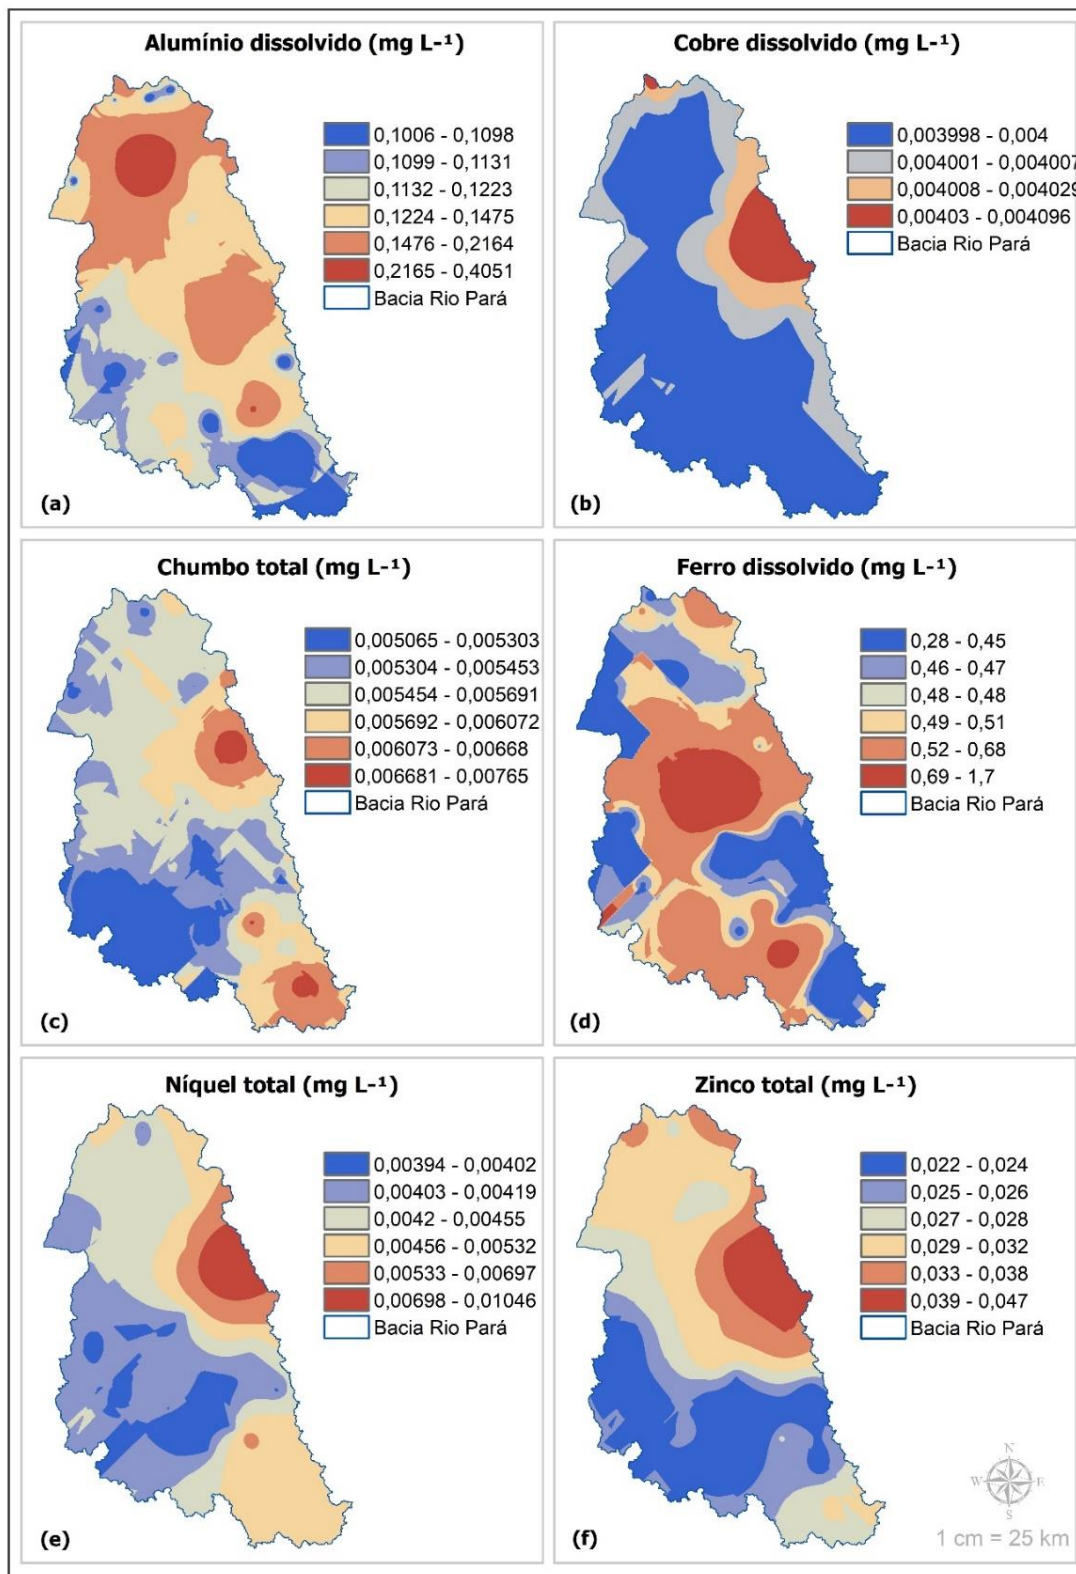 Alumínio dissolvido (mg L-¹)
0,1006 - 0,1098
0,1099 - 0,1131
0,1132 - 0,1223
0,1224 - 0,1475
0,1476 - 0,2164
0,2165 - 0,4051
Bacia Rio Pará
(a)
Cobre dissolvido (mg L-¹)
0,003998 - 0,004
0,004001 - 0,004007
0,004008 - 0,004029
0,00403 - 0,004096
Bacia Rio Pará
(b)
Chumbo total (mg L-¹)
0,005065 - 0,005303
0,005304 - 0,005453
0,005454 - 0,005691
0,005692 - 0,006072
0,006073 - 0,00668
0,006681 - 0,00765
Bacia Rio Pará
(c)
Ferro dissolvido (mg L-¹)
0,28 - 0,45
0,46 - 0,47
0,48 - 0,48
0,49 - 0,51
0,52 - 0,68
0,69 - 1,7
Bacia Rio Pará
(d)
Níquel total (mg L-¹)
0,00394 - 0,00402
0,00403 - 0,00419
0,0042 - 0,00455
0,00456 - 0,00532
0,00533 - 0,00697
0,00698 - 0,01046
Bacia Rio Pará
(e)
Zinco total (mg L-¹)
0,022 - 0,024
0,025 - 0,026
0,027 - 0,028
0,029 - 0,032
0,033 - 0,038
0,039 - 0,047
Bacia Rio Pará
(f)
N
W E
S
1 cm = 25 km